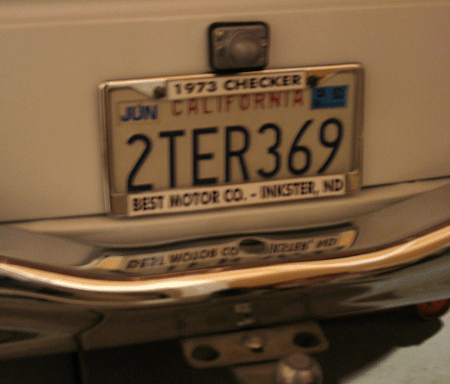 1973 CHECKER
JUN CALIFORNIA
2TER369
BEST MOTOR CO. - INKSTER, ND